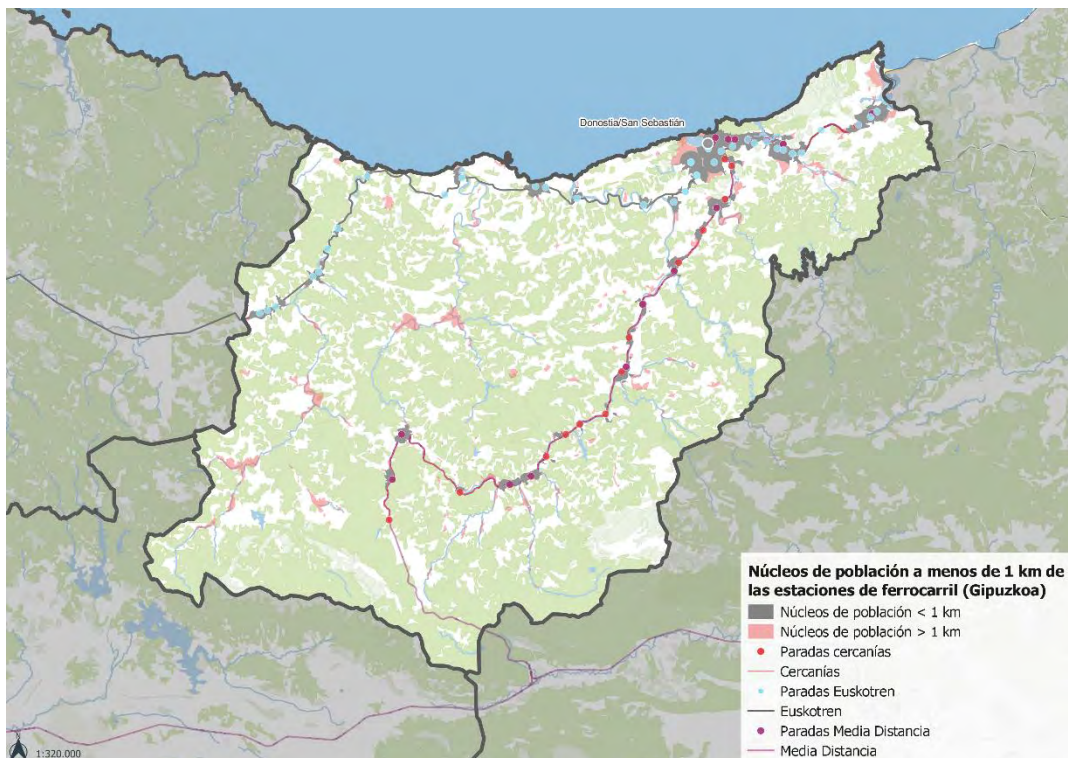 Donostia/San Sebastián
Núcleos de población a menos de 1 km de
las estaciones de ferrocarril (Gipuzkoa)
Núcleos de población < 1 km
Núcleos de población > 1 km
Paradas cercanías
Cercanías
Paradas Euskotren
Euskotren
Paradas Media Distancia
Media Distancia
1:320.000